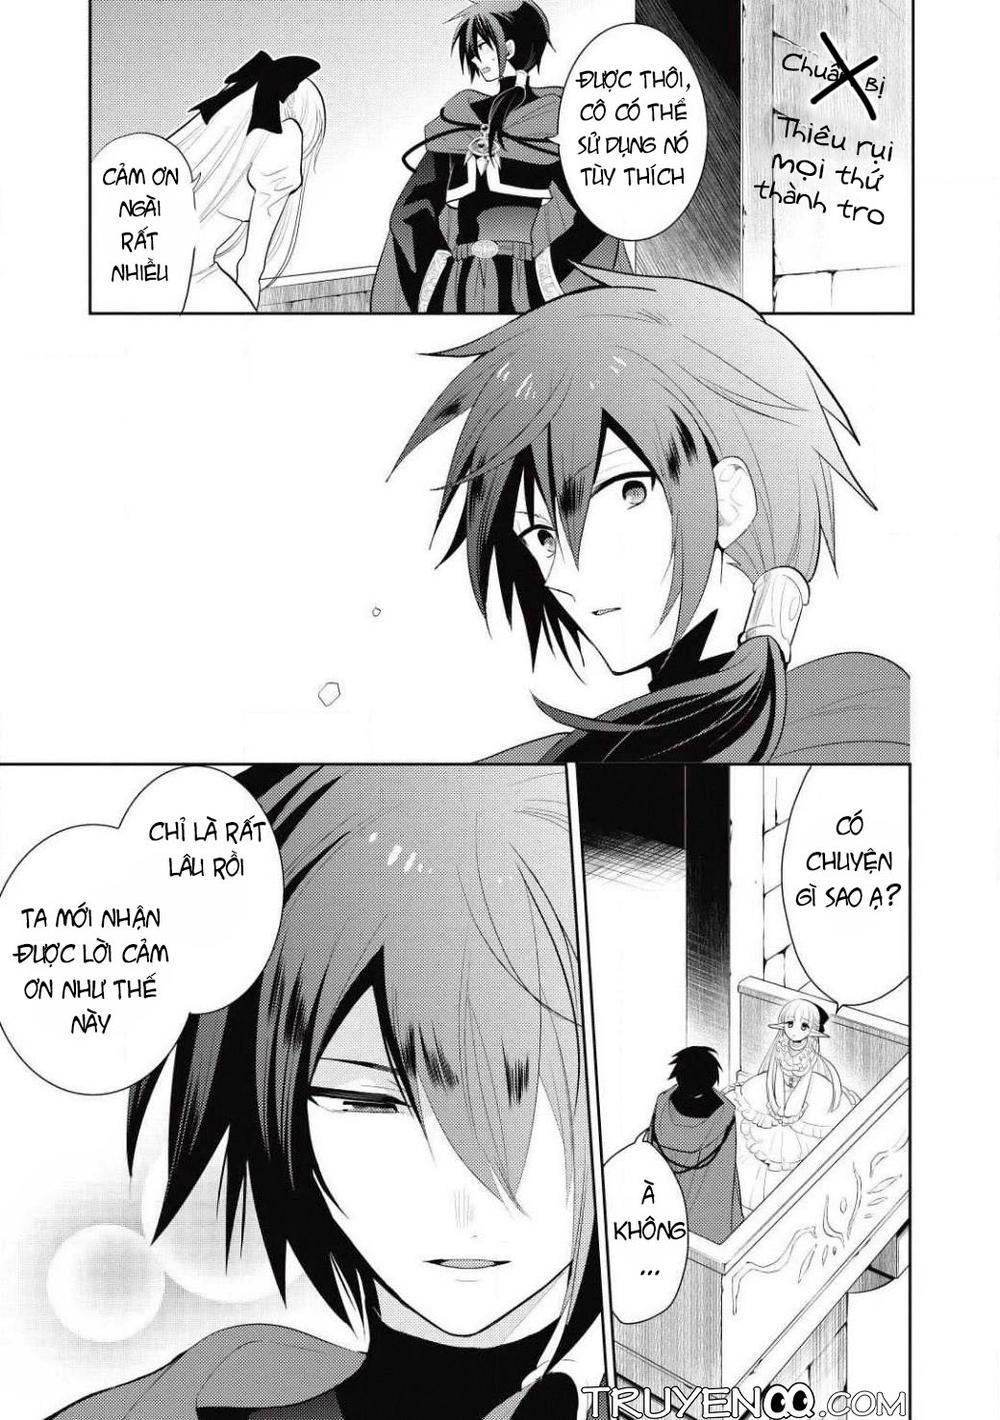 Chuẩn bị
Thiêu rụi
mọi thứ
thành tro
ĐƯỢC THÔI,
CÔ CÓ THỂ
SỬ DỤNG NÓ
TÙY THÍCH
CẢM ƠN
NGÀI
RẤT
NHIỀU
CÓ
CHUYỆN
GÌ SAO Ạ?
À
KHÔNG
...
CHỈ LÀ RẤT
LÂU RỒI
TA MỚI NHẬN
ĐƯỢC LỜI CẢM
ƠN NHƯ THẾ
NÀY
TRUYENQQ.COM